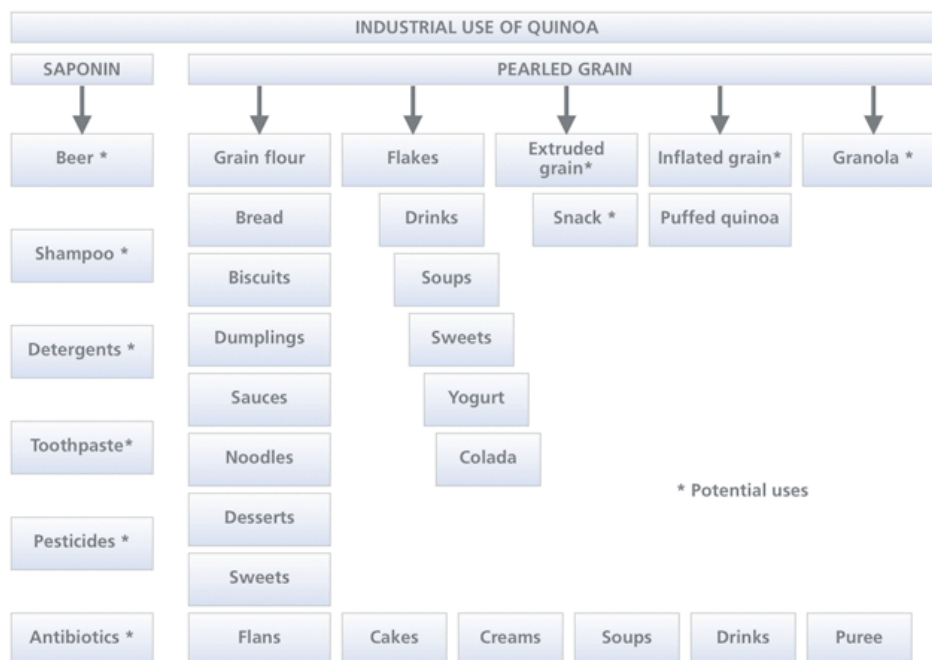 INDUSTRIAL USE OF QUINOA
SAPONIN
PEARLED GRAIN
Beer *
Grain flour
Flakes
Extruded
grain*
Inflated grain*
Granola *
Bread
Drinks
Snack *
Puffed quinoa
Shampoo *
Biscuits
Soups
Detergents *
Dumplings
Sweets
Sauces
Yogurt
Toothpaste*
Noodles
Colada
* Potential uses
Desserts
Pesticides *
Sweets
Antibiotics *
Flans
Cakes
Creams
Soups
Drinks
Puree